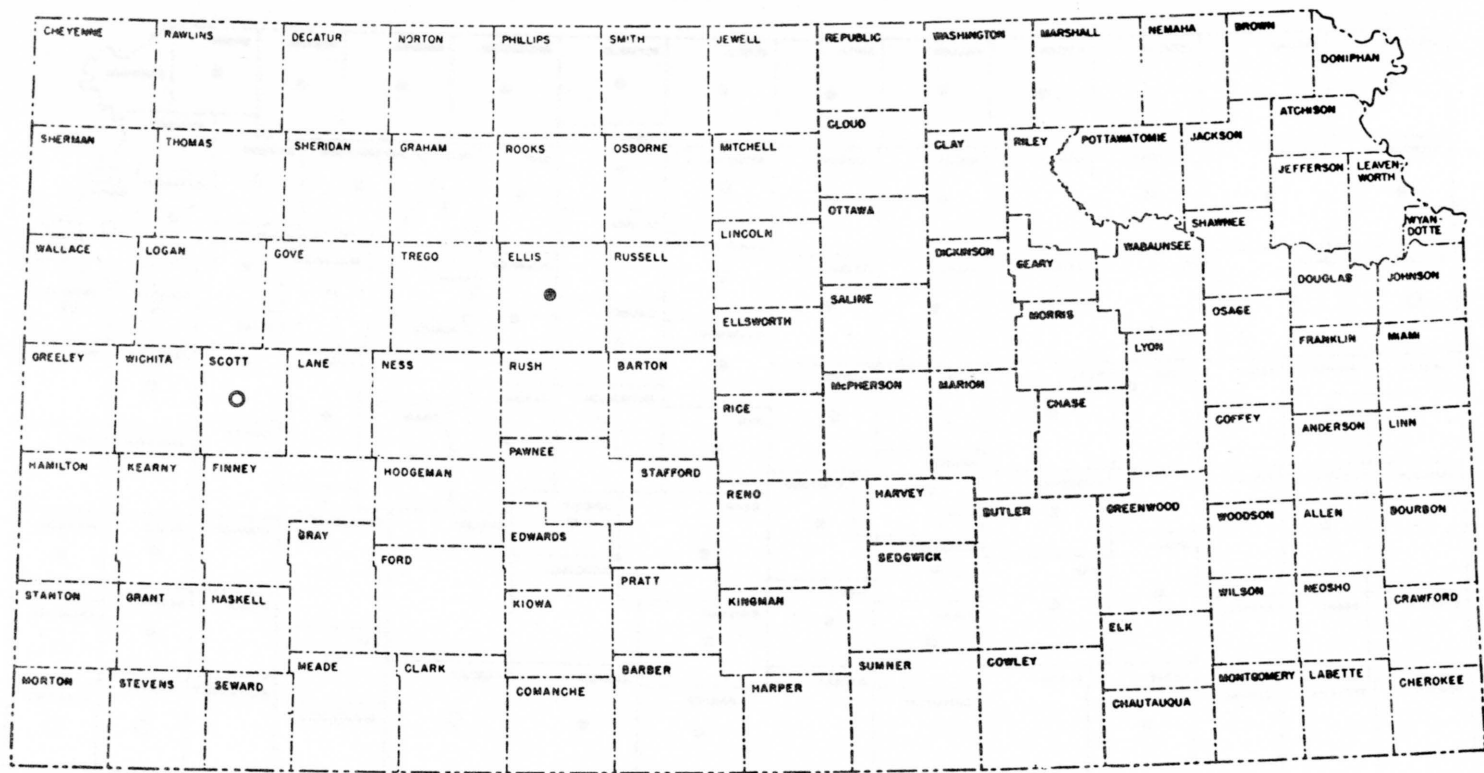 CHEYENNE RAWLINS DECATUR NORTON PHILLIPS SMITH JEWELL REPUBLIC WASHINGTON MARSHALL NEMAHA BROWN
DONIPHAN
ATCHISON
CLOUD
SHERMAN THOMAS SHERIDAN GRAHAM ROOKS OSBORNE MITCHELL CLAY RILEY POTTAWATOMIE JACKSON
JEFFERSON LEAVEN
WORTH
OTTAWA
WYAN
DOTTE
LINCOLN
SHAWNEE
WALLACE LOGAN GOVE TREGO ELLIS RUSSELL DICKINSON GEARY WABAUNSEE
DOUGLAS JOHNSON
SALINE
ELLSWORTH MORRIS OSAGE
FRANKLIN MIAMI
GREELEY WICHITA SCOTT LANE NESS RUSH BARTON LYON
McPHERSON MARION
RICE CHASE
COFFEY ANDERSON LINN
PAWNEE
HAMILTON KEARNY FINNEY HODGEMAN STAFFORD
RENO HARVEY BUTLER GREENWOOD
WOODSON ALLEN BOURBON
GRAY EDWARDS
FORD SEDGWICK
PRATT
STANTON GRANT HASKELL KIOWA KINGMAN WILSON NEOSHO CRAWFORD
ELK
MEADE CLARK BARBER SUMNER COWLEY
MORTON STEVENS SEWARD COMANCHE HARPER MONTGOMERY LABETTE CHEROKEE
CHAUTAUQUA